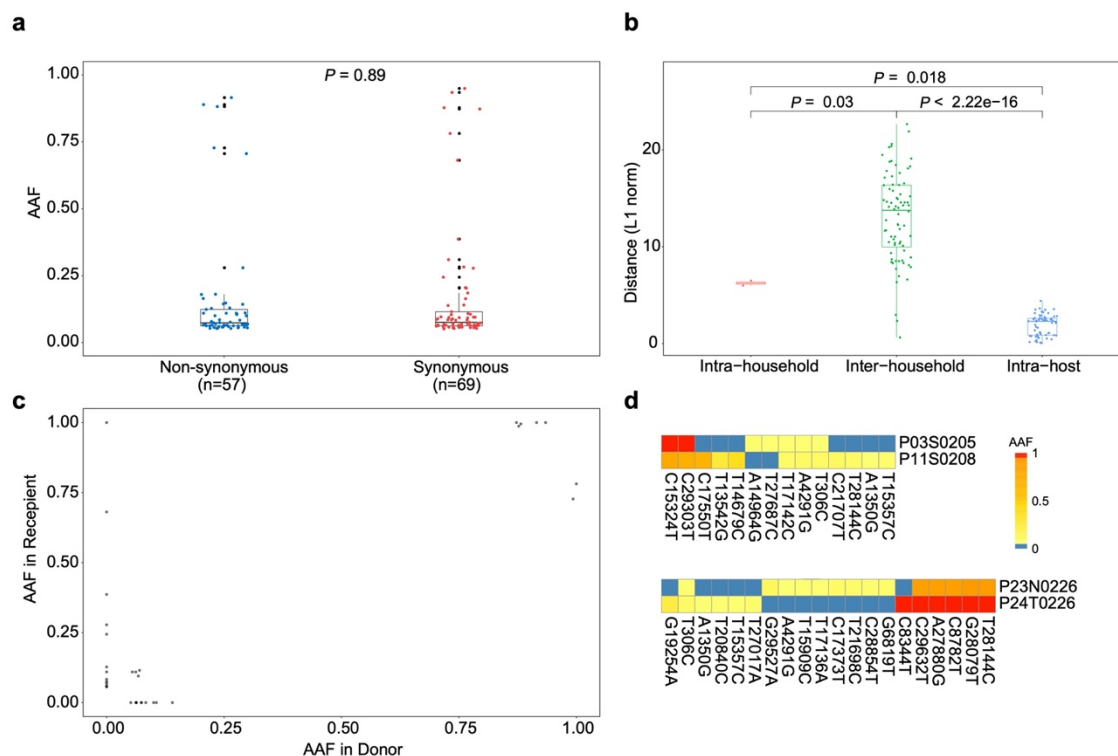 a
P = 0.89
1.00
0.75
0.50
0.25
0.00
AAF
Non-synonymous
(n=57)
Synonymous
(n=69)
b
P = 0.018
P = 0.03
P < 2.22e-16
20
10
0
Distance (L1 norm)
Intra-household
Inter-household
Intra-host
c
1.00
0.75
0.50
0.25
0.00
AAF in Recepient
0.00
0.25
0.50
0.75
1.00
AAF in Donor
d
P03S0205
P11S0208
C15324T
C29303T
C17550T
T13542G
T14679C
A14964G
T27687C
T17142C
A4291G
T306C
C21707T
T28144C
A1350G
T15357C
AAF
1
0.5
0
P23N0226
P24T0226
G19254A
T306C
A1350G
T20840C
T15357C
T27017A
G29527A
A4291G
T15909C
T17136A
C17373T
T21698C
C28854T
G6819T
C8344T
C29632T
A27880G
C8782T
G28079T
T28144C